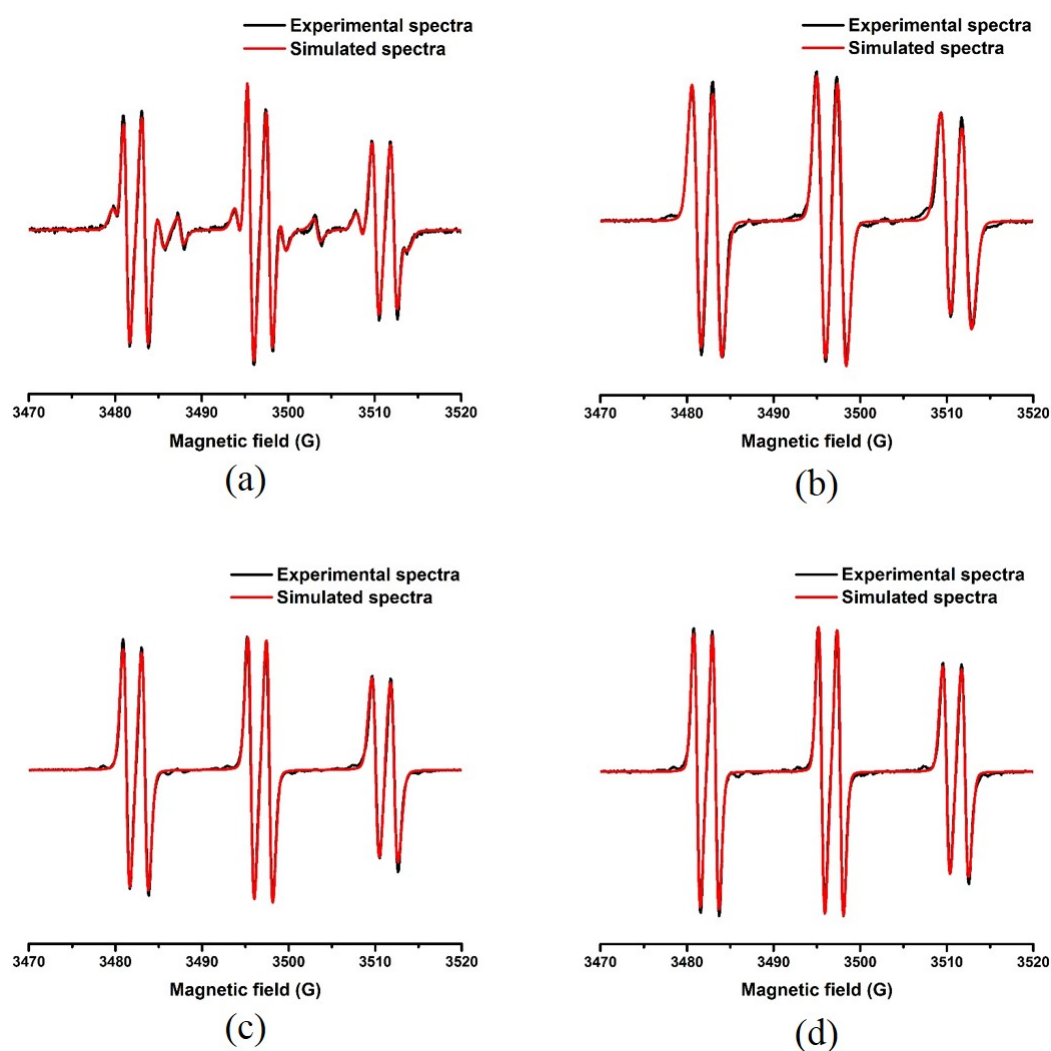 Experimental spectra
Simulated spectra
3470 3480 3490 3500 3510 3520
Magnetic field (G)
(a)
Experimental spectra
Simulated spectra
3470 3480 3490 3500 3510 3520
Magnetic field (G)
(b)
Experimental spectra
Simulated spectra
3470 3480 3490 3500 3510 3520
Magnetic field (G)
(c)
Experimental spectra
Simulated spectra
3470 3480 3490 3500 3510 3520
Magnetic field (G)
(d)